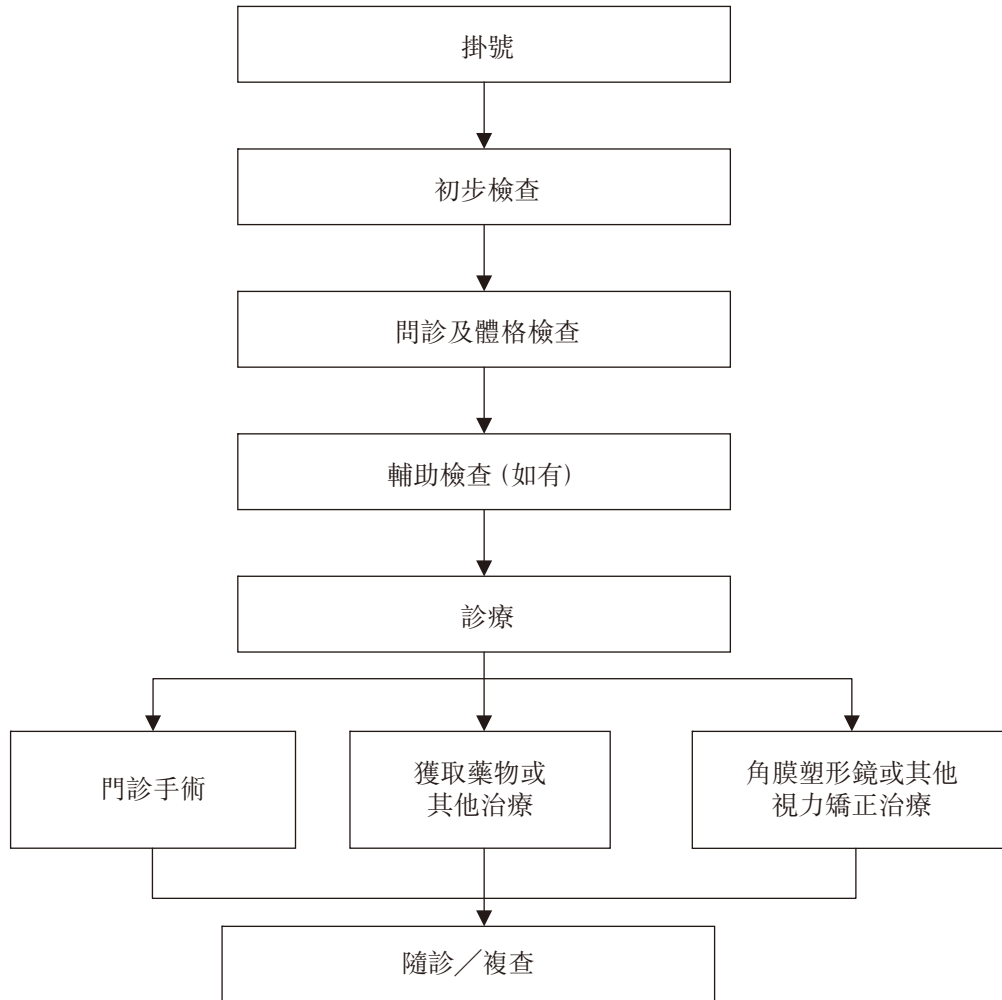 掛號
初步檢查
問診及體格檢查
輔助檢查(如有)
診療
門診手術
獲取藥物或
其他治療
角膜塑形鏡或其他
視力矯正治療
隨診／複查